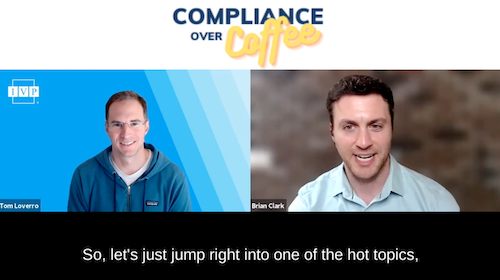 COMPLIANCE
OVER Coffee
IVP
Tom Loverro
Brian Clark
So, let's just jump right into one of the hot topics,